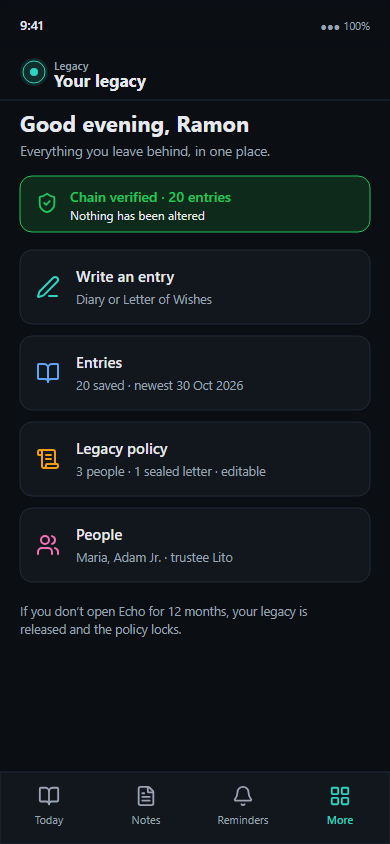 9:41
100%
Legacy
Your legacy
Good evening, Ramon
Everything you leave behind, in one place.
Chain verified · 20 entries
Nothing has been altered
Write an entry
Diary or Letter of Wishes
Entries
20 saved · newest 30 Oct 2026
Legacy policy
3 people · 1 sealed letter · editable
People
Maria, Adam Jr. · trustee Lito
If you don't open Echo for 12 months, your legacy is
released and the policy locks.
Today
Notes
Reminders
More